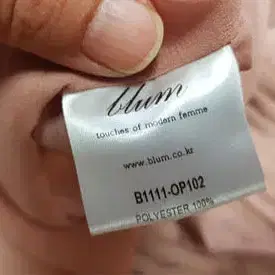 blum
touches of modern femme
www.blum.co.kr
B1111-OP102
POLYESTER 100%